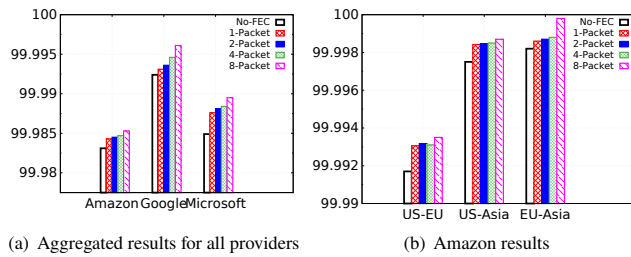 100
99.995
99.99
99.985
99.98
No-FEC
1-Packet
2-Packet
4-Packet
8-Packet
Amazon Google Microsoft
(a) Aggregated results for all providers
100
99.998
99.996
99.994
99.992
99.99
No-FEC
1-Packet
2-Packet
4-Packet
8-Packet
US-EU US-Asia EU-Asia
(b) Amazon results